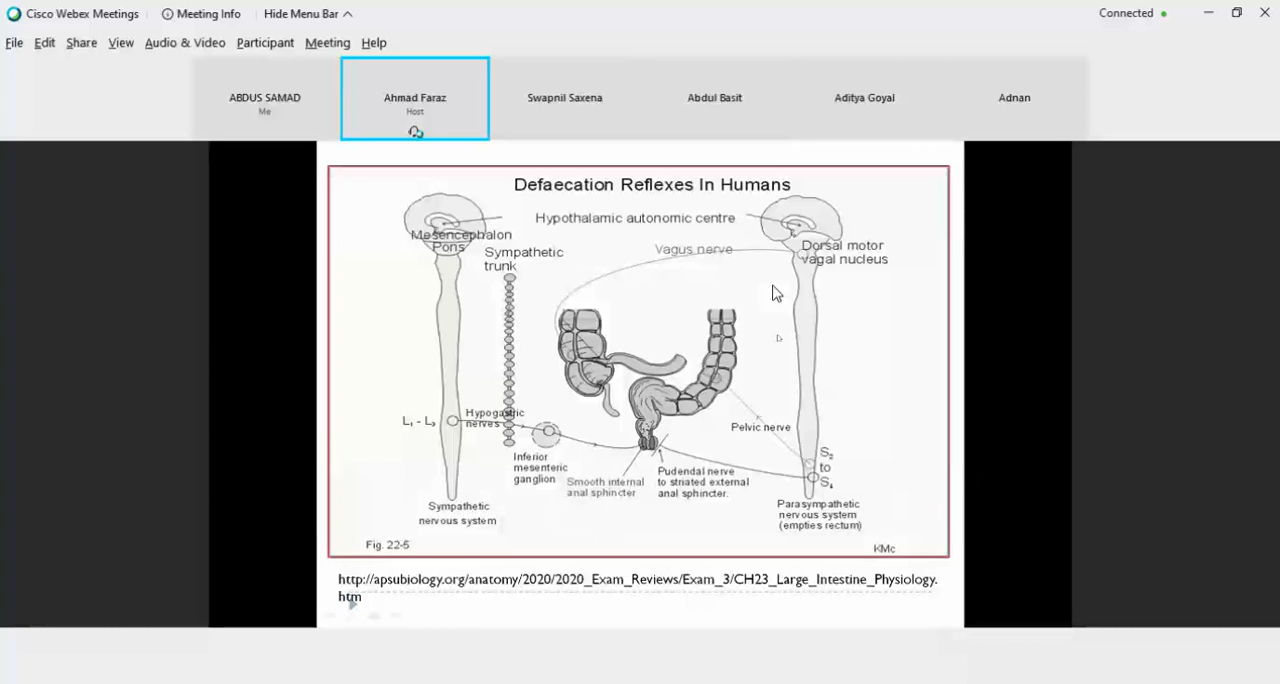 Cisco Webex Meetings
Meeting Info
Hide Menu Bar
Connected
File Edit Share View Audio & Video Participant Meeting Help
ABDUS SAMAD
Me
Ahmad Faraz
Host
Swapnil Saxena
Abdul Basit
Aditya Goyal
Adnan
Defaecation Reflexes In Humans
Hypothalamic autonomic centre
Mesencephalon
Pons
Sympathetic
trunk
Vagus nerve
Dorsal motor
vagal nucleus
Hypogastric
nerves
Inferior
mesenteric
ganglion
Smooth internal
anal sphincter
Pudendal nerve
to striated external
anal sphincter.
Pelvic nerve
S₂
to
S₄
Sympathetic
nervous system
Parasympathetic
nervous system
(empties rectum)
Fig. 22-5
KMc
http://apsubiology.org/anatomy/2020/2020_Exam_Reviews/Exam_3/CH23_Large_Intestine_Physiology.
htm